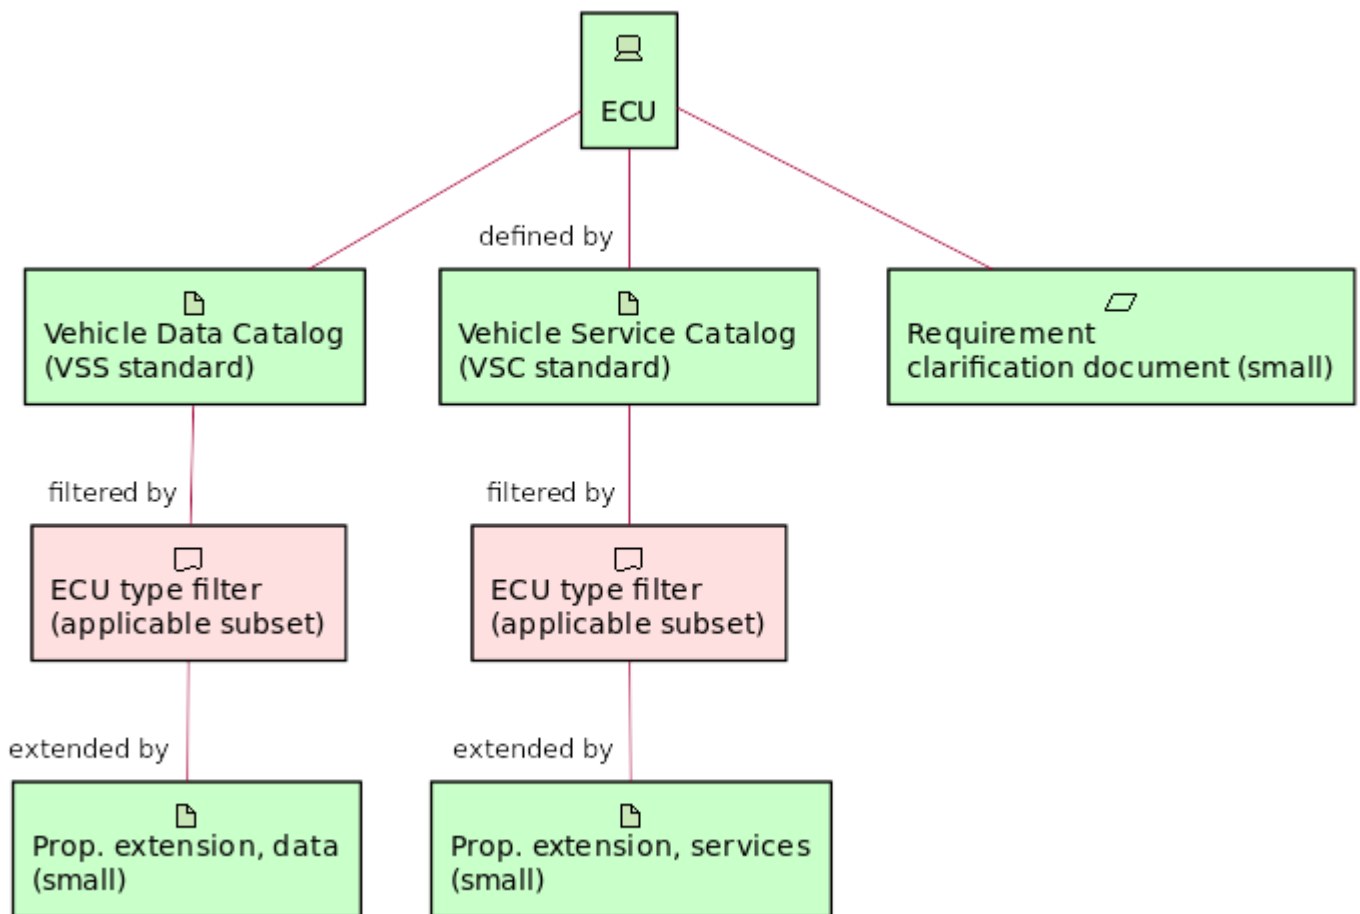 ECU
defined by
Vehicle Data Catalog
(VSS standard)
Vehicle Service Catalog
(VSC standard)
Requirement
clarification document (small)
filtered by
filtered by
ECU type filter
(applicable subset)
ECU type filter
(applicable subset)
extended by
extended by
Prop. extension, data
(small)
Prop. extension, services
(small)